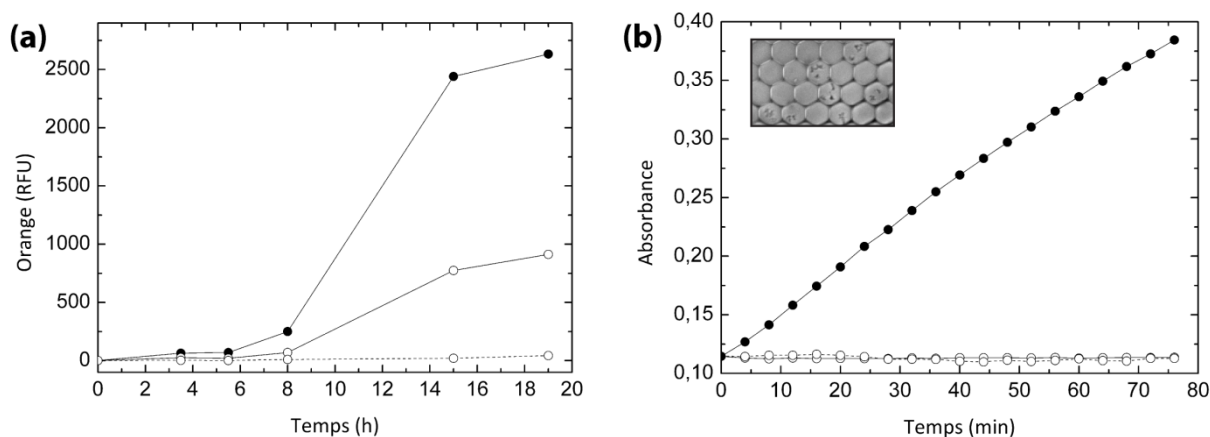 (a)
2500
2000
1500
1000
500
0
Orange (RFU)
0 2 4 6 8 10 12 14 16 18 20
Temps (h)
(b)
0,40
0,35
0,30
0,25
0,20
0,15
0,10
Absorbance
0 10 20 30 40 50 60 70 80
Temps (min)